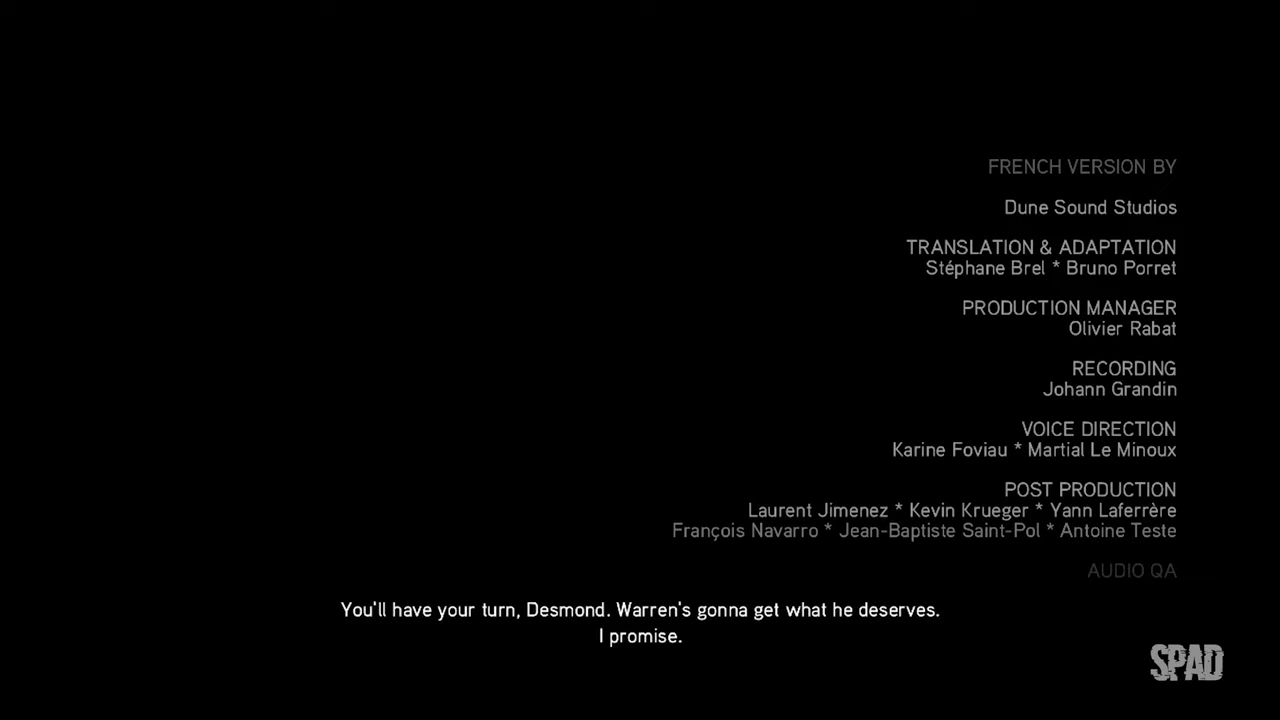 FRENCH VERSION BY
Dune Sound Studios
TRANSLATION & ADAPTATION
Stéphane Brel * Bruno Porret
PRODUCTION MANAGER
Olivier Rabat
RECORDING
Johann Grandin
VOICE DIRECTION
Karine Foviau * Martial Le Minoux
POST PRODUCTION
Laurent Jimenez * Kevin Krueger * Yann Laferrère
François Navarro * Jean-Baptiste Saint-Pol * Antoine Teste
AUDIO QA
You'll have your turn, Desmond. Warren's gonna get what he deserves.
I promise.
SPAD